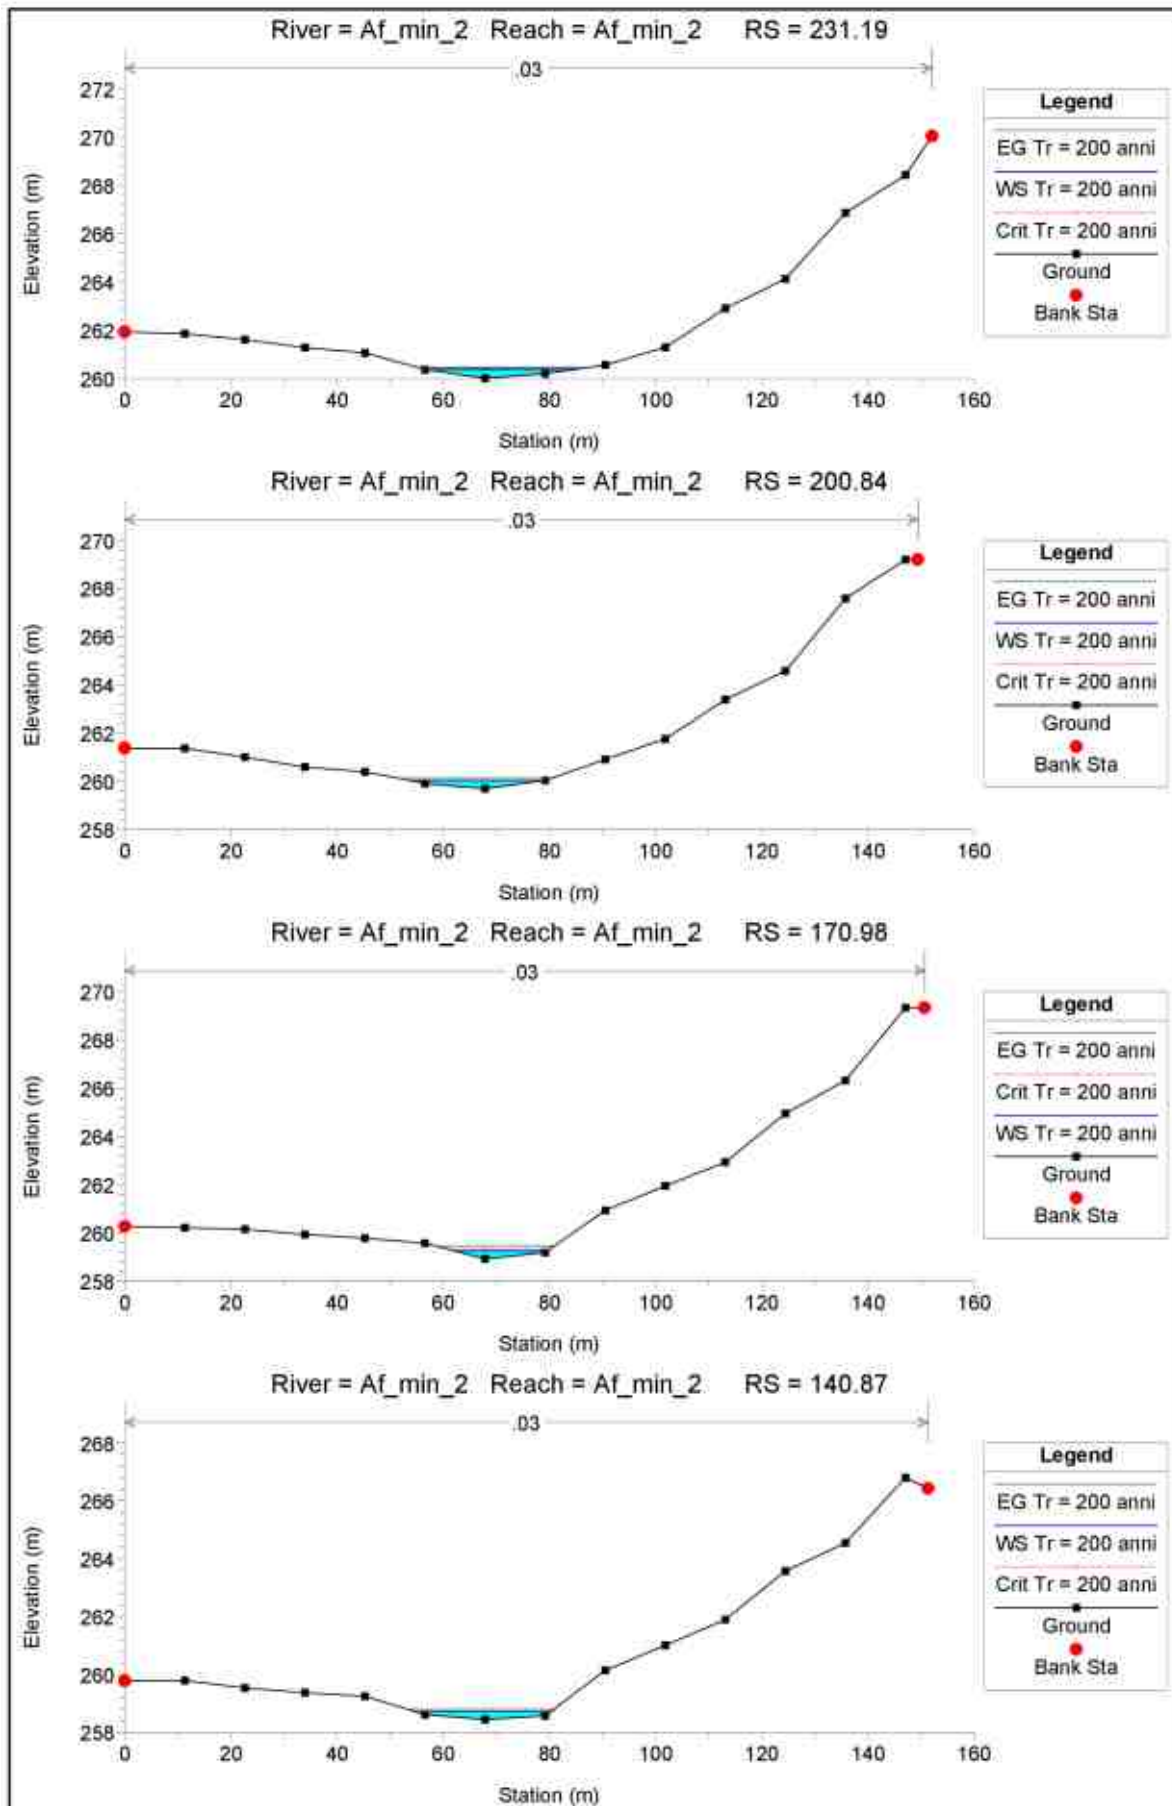 River = Af_min_2 Reach = Af_min_2 RS = 231.19
.03
272
270
268
266
264
262
260
Elevation (m)
0 20 40 60 80 100 120 140 160
Station (m)
Legend
EG Tr = 200 anni
WS Tr = 200 anni
Crit Tr = 200 anni
Ground
Bank Sta
River = Af_min_2 Reach = Af_min_2 RS = 200.84
.03
270
268
266
264
262
260
258
Elevation (m)
0 20 40 60 80 100 120 140 160
Station (m)
Legend
EG Tr = 200 anni
WS Tr = 200 anni
Crit Tr = 200 anni
Ground
Bank Sta
River = Af_min_2 Reach = Af_min_2 RS = 170.98
.03
270
268
266
264
262
260
258
Elevation (m)
0 20 40 60 80 100 120 140 160
Station (m)
Legend
EG Tr = 200 anni
Crit Tr = 200 anni
WS Tr = 200 anni
Ground
Bank Sta
River = Af_min_2 Reach = Af_min_2 RS = 140.87
.03
268
266
264
262
260
258
Elevation (m)
0 20 40 60 80 100 120 140 160
Station (m)
Legend
EG Tr = 200 anni
WS Tr = 200 anni
Crit Tr = 200 anni
Ground
Bank Sta